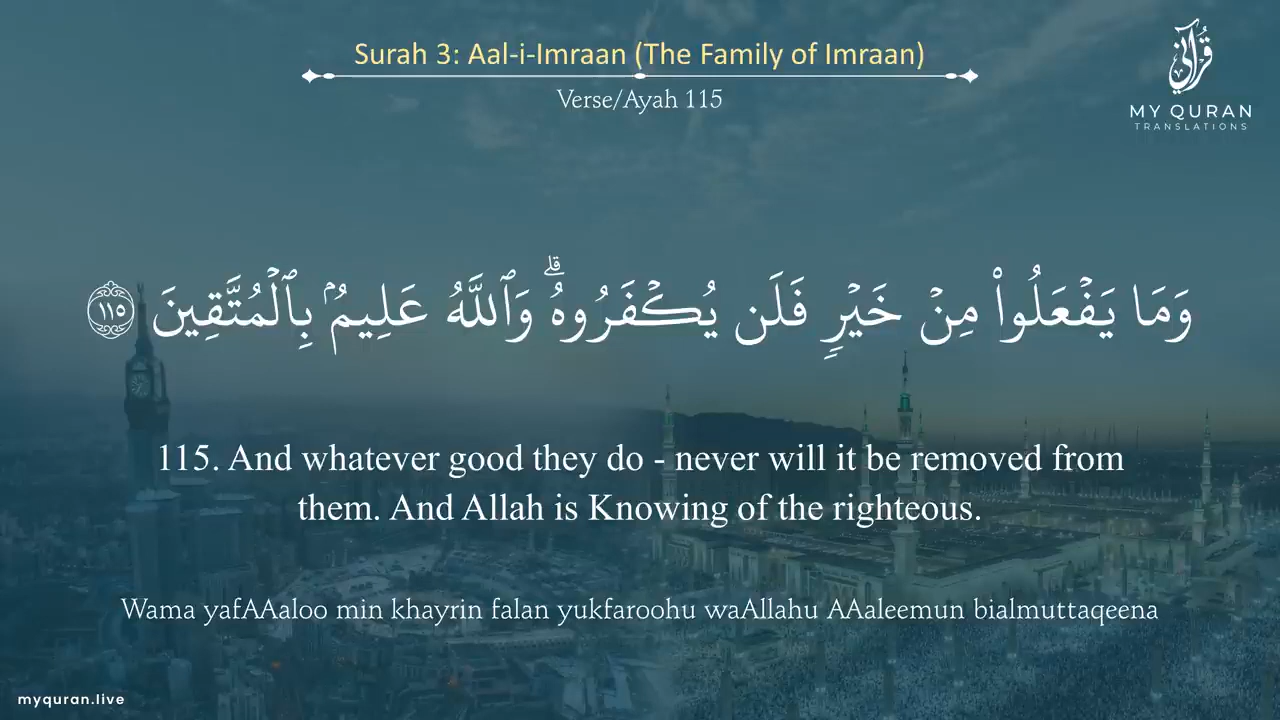 Surah 3: Aal-i-Imraan (The Family of Imraan)
Verse/Ayah 115
قرآني
MY QURAN
TRANSLATIONS
وَمَا يَفْعَلُوا۟ مِنْ خَيْرٍ فَلَن يُكْفَرُوهُ ۗ وَٱللَّهُ عَلِيمٌۢ بِٱلْمُتَّقِينَ ١١٥
115. And whatever good they do - never will it be removed from
them. And Allah is Knowing of the righteous.
Wama yafAAaloo min khayrin falan yukfaroohu waAllahu AAaleemun bialmuttaqeena
myquran.live